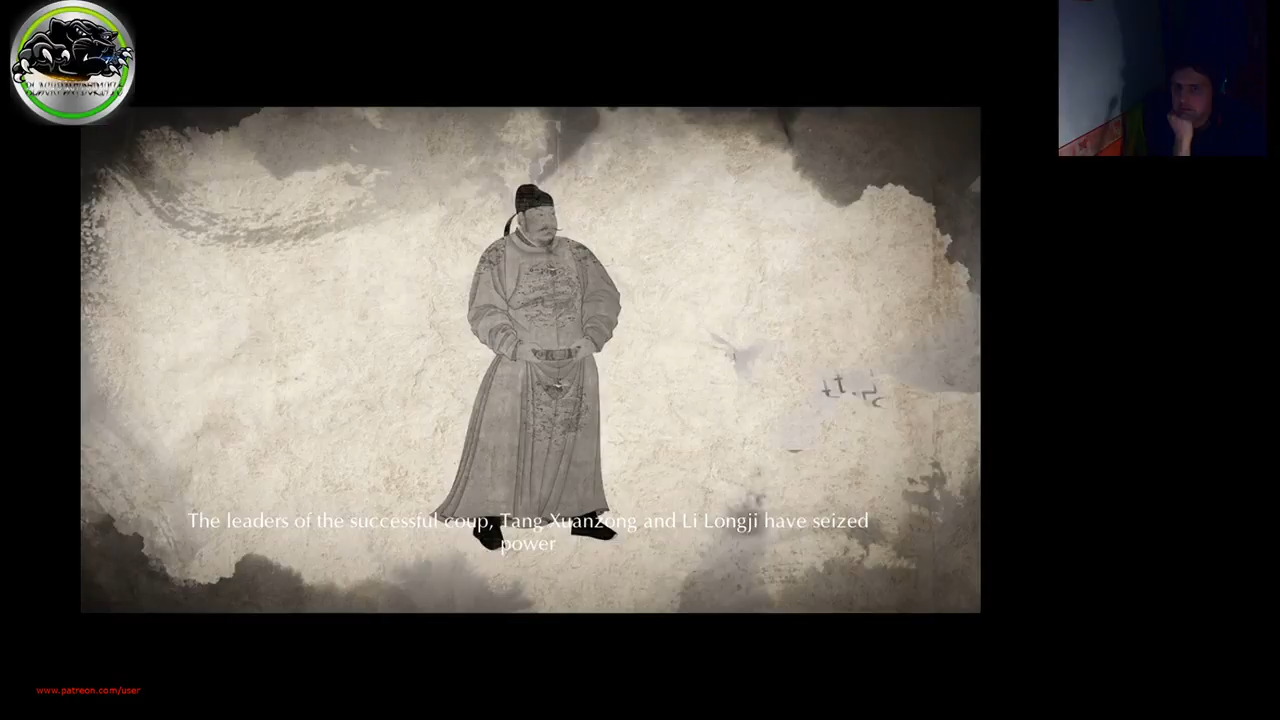 The leaders of the successful coup, Tang Xuanzong and Li Longji have seized
power
www.patreon.com/user